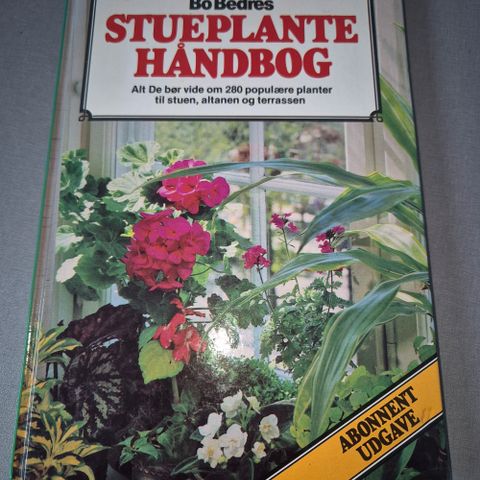 Bo Bedres
STUEPLANTE
HÅNDBOG
Alt De bør vide om 280 populære planter
til stuen, altanen og terrassen
ABONNENT
UDGAVE